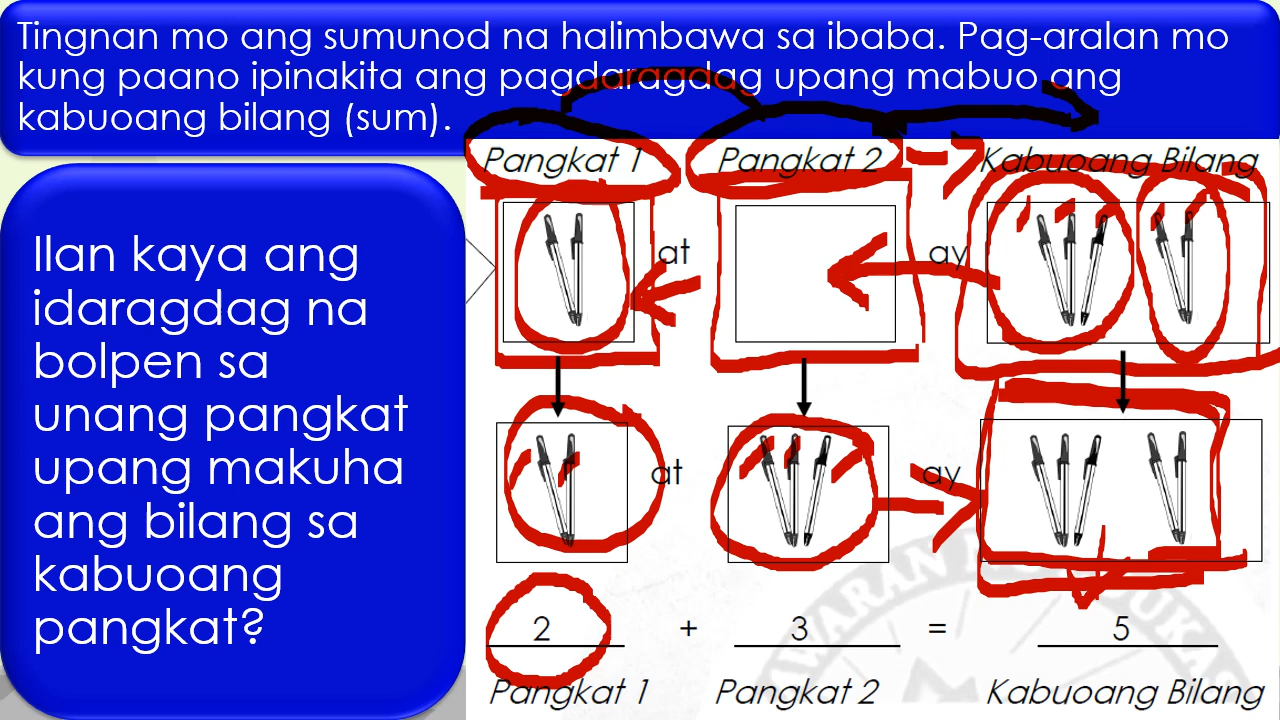 Tingnan mo ang sumunod na halimbawa sa ibaba. Pag-aralan mo
kung paano ipinakita ang pagdaragdag upang mabuo ang
kabuoang bilang (sum).
Ilan kaya ang
idaragdag na
bolpen sa
unang pangkat
upang makuha
ang bilang sa
kabuoang
pangkat?
Pangkat 1 Pangkat 2 Kabuoang Bilang
at ay
at ay
2 + 3 = 5
Pangkat 1 Pangkat 2 Kabuoang Bilang